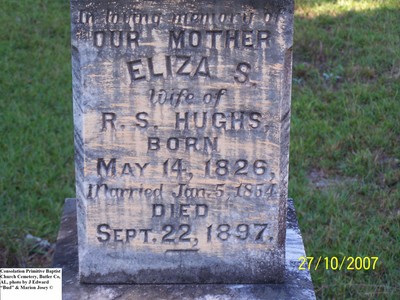 In loving memory of
OUR MOTHER
ELIZA S.
Wife of
R. S. HUGHS,
BORN
MAY 14, 1826,
Married Jan. 5, 1854.
DIED
SEPT. 22, 1897.
27/10/2007
Consolation Primitive Baptist
Church Cemetery, Butler Co,
AL, photo by J Edward
"Bud" & Marion Josey ©